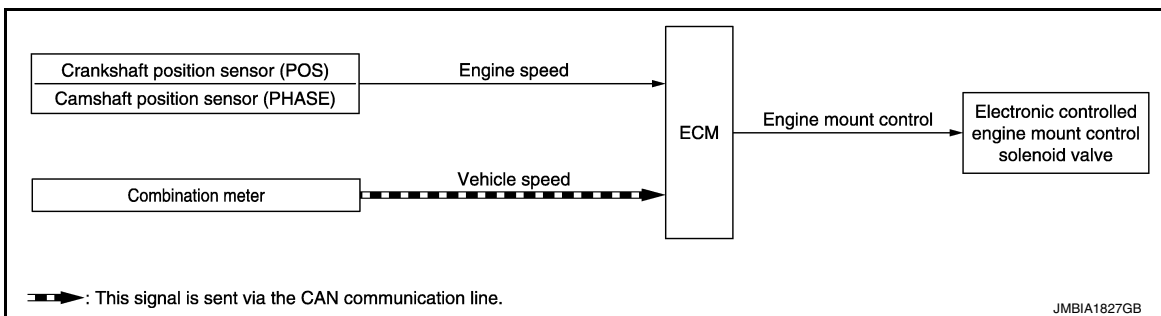 Crankshaft position sensor (POS)
Camshaft position sensor (PHASE)
Engine speed
Combination meter
Vehicle speed
ECM
Engine mount control
Electronic controlled
engine mount control
solenoid valve
: This signal is sent via the CAN communication line.
JMBIA1827GB